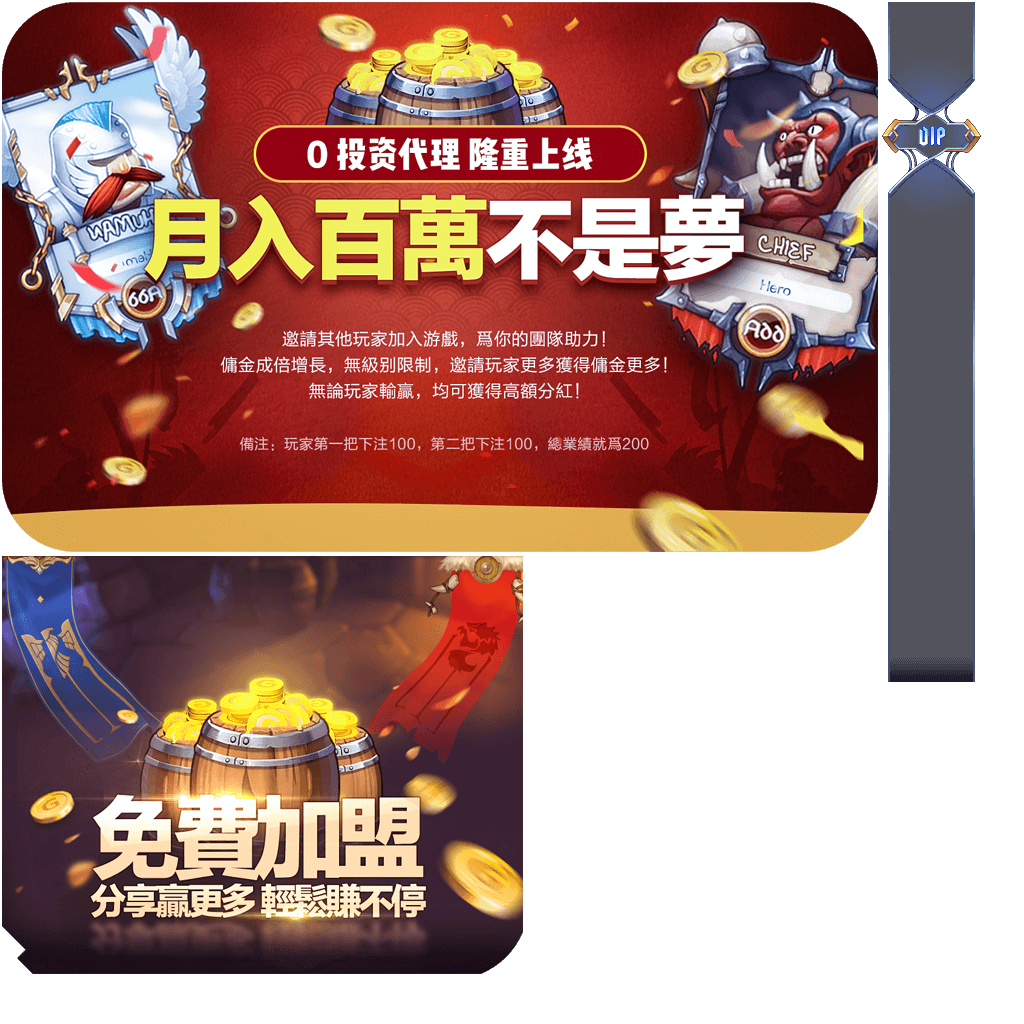 0 投资代理 隆重上线
月入百萬不是夢
邀請其他玩家加入游戲，爲你的團隊助力！
傭金成倍增長，無級别限制，邀請玩家更多獲得傭金更多！
無論玩家輸贏，均可獲得高額分紅！
備注：玩家第一把下注100，第二把下注100，總業績就爲200
CHIEF
Hero
Add
66A
VIP
免費加盟
分享贏更多 輕鬆賺不停